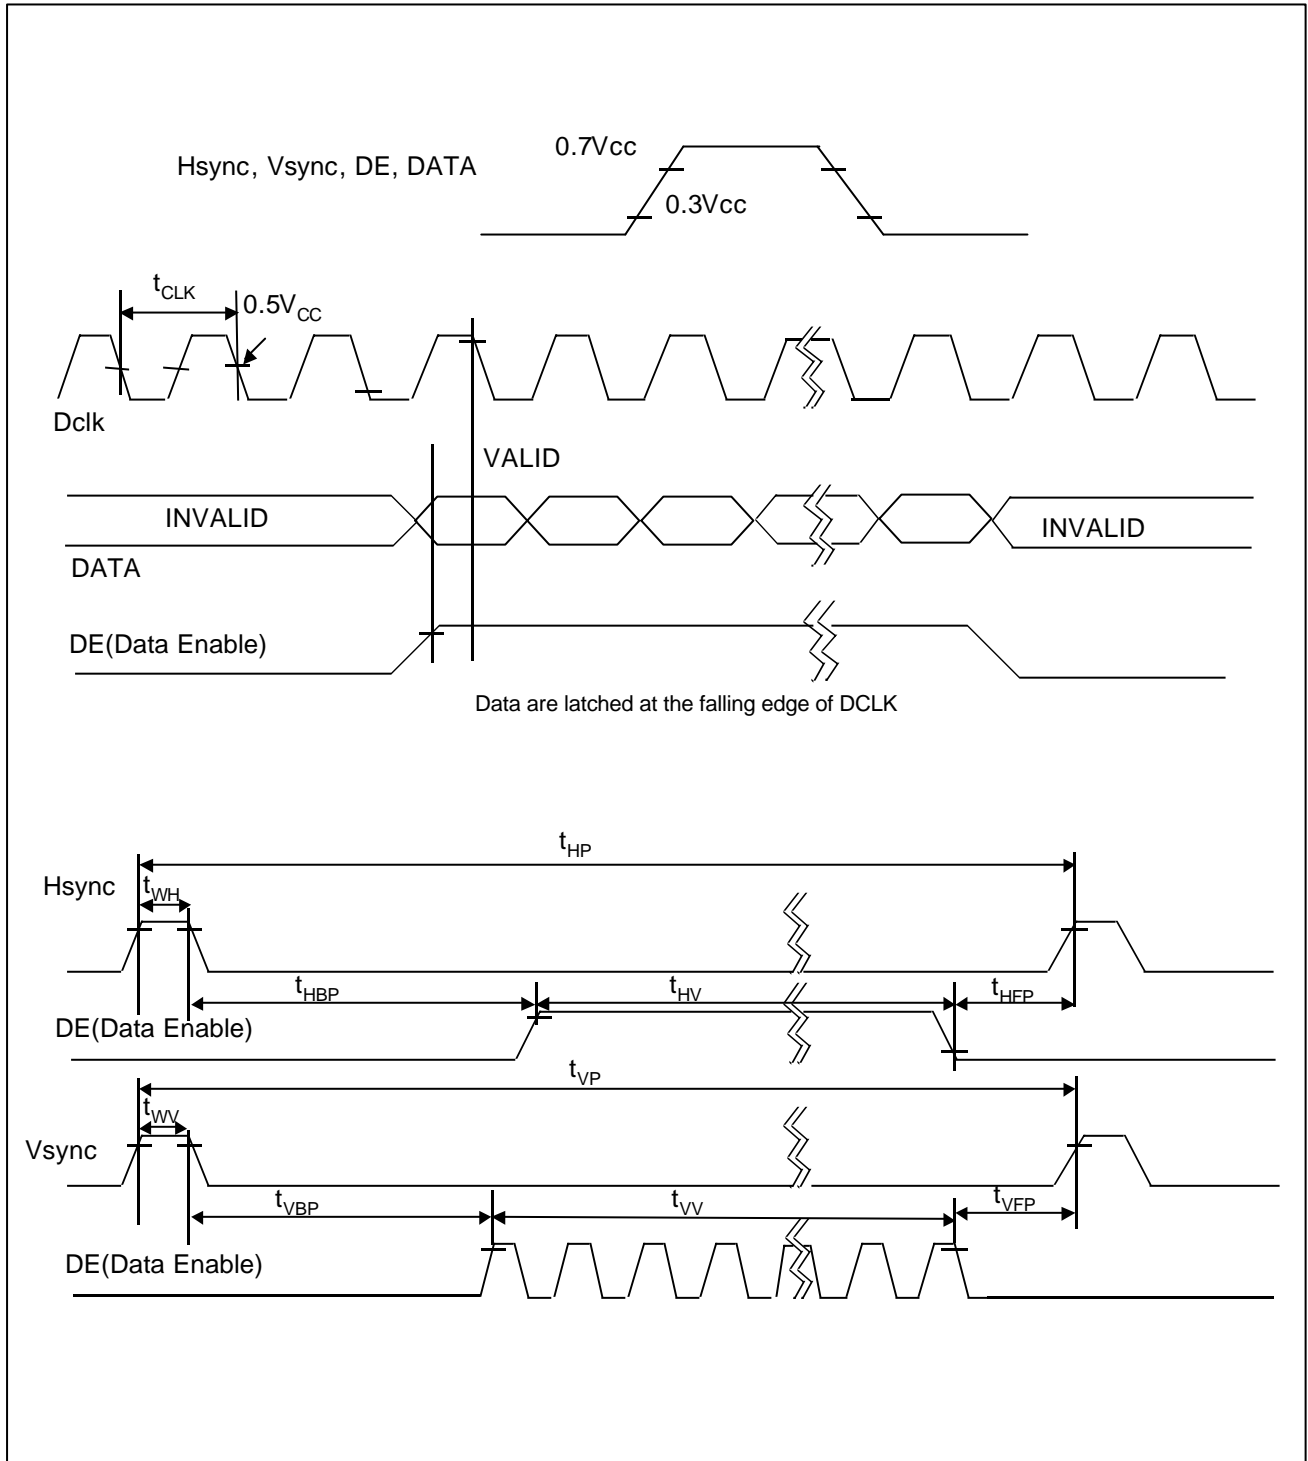 0.7Vcc
Hsync, Vsync, DE, DATA
0.3Vcc
tCLK
0.5VCC
Dclk
VALID
INVALID
INVALID
DATA
DE(Data Enable)
Data are latched at the falling edge of DCLK
tHP
Hsync
tWH
tHBP
tHV
tHFP
DE(Data Enable)
tVP
tWV
Vsync
tVBP
tVV
tVFP
DE(Data Enable)